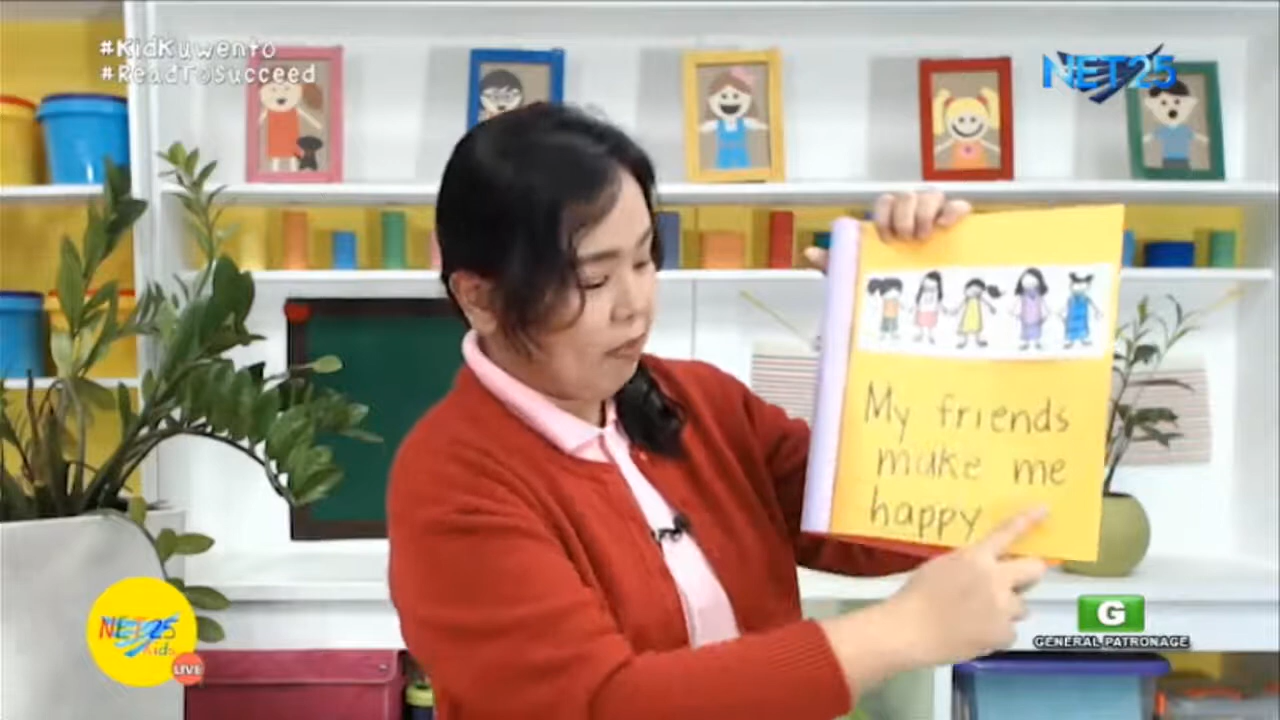 #KidKuwento
#ReadToSucceed
NET25
My friends
make me
happy
NET25
Kids
LIVE
G
GENERAL PATRONAGE